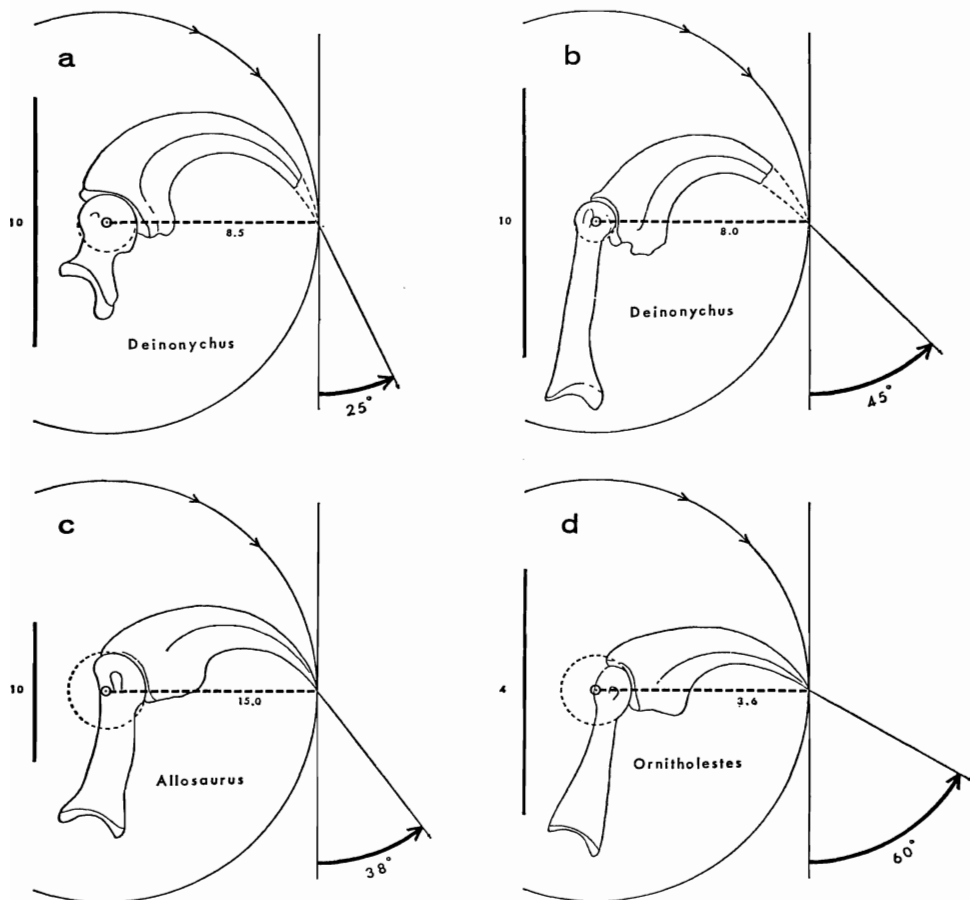 a
10
8.5
Deinonychus
25°
b
10
8.0
Deinonychus
45°
c
10
15.0
Allosaurus
38°
d
4
3.6
Ornitholestes
60°